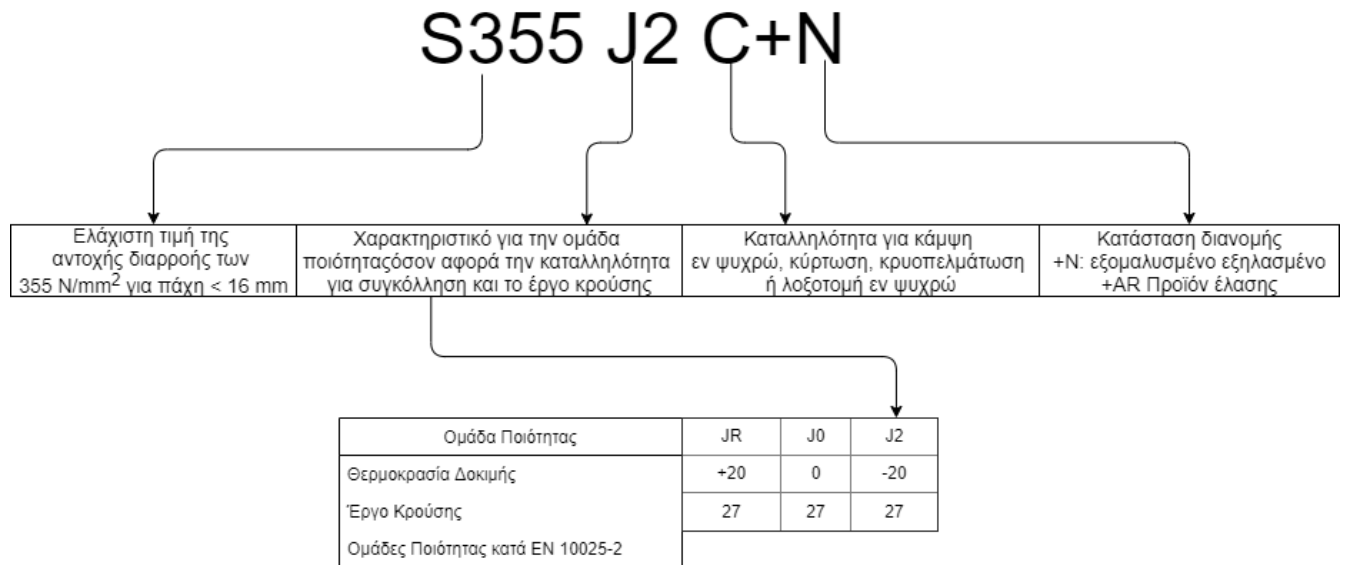 S355 J2 C+N
Ελάχιστη τιμή της
αντοχής διαρροής των
355 N/mm² για πάχη < 16 mm
Χαρακτηριστικό για την ομάδα
ποιότηταςόσον αφορά την καταλληλότητα
για συγκόλληση και το έργο κρούσης
Καταλληλότητα για κάμψη
εν ψυχρώ, κύρτωση, κρυοπελμάτωση
ή λοξοτομή εν ψυχρώ
Κατάσταση διανομής
+N: εξομαλυσμένο εξηλασμένο
+AR Προϊόν έλασης
Ομάδα Ποιότητας JR J0 J2
Θερμοκρασία Δοκιμής +20 0 -20
Έργο Κρούσης 27 27 27
Ομάδες Ποιότητας κατά EN 10025-2